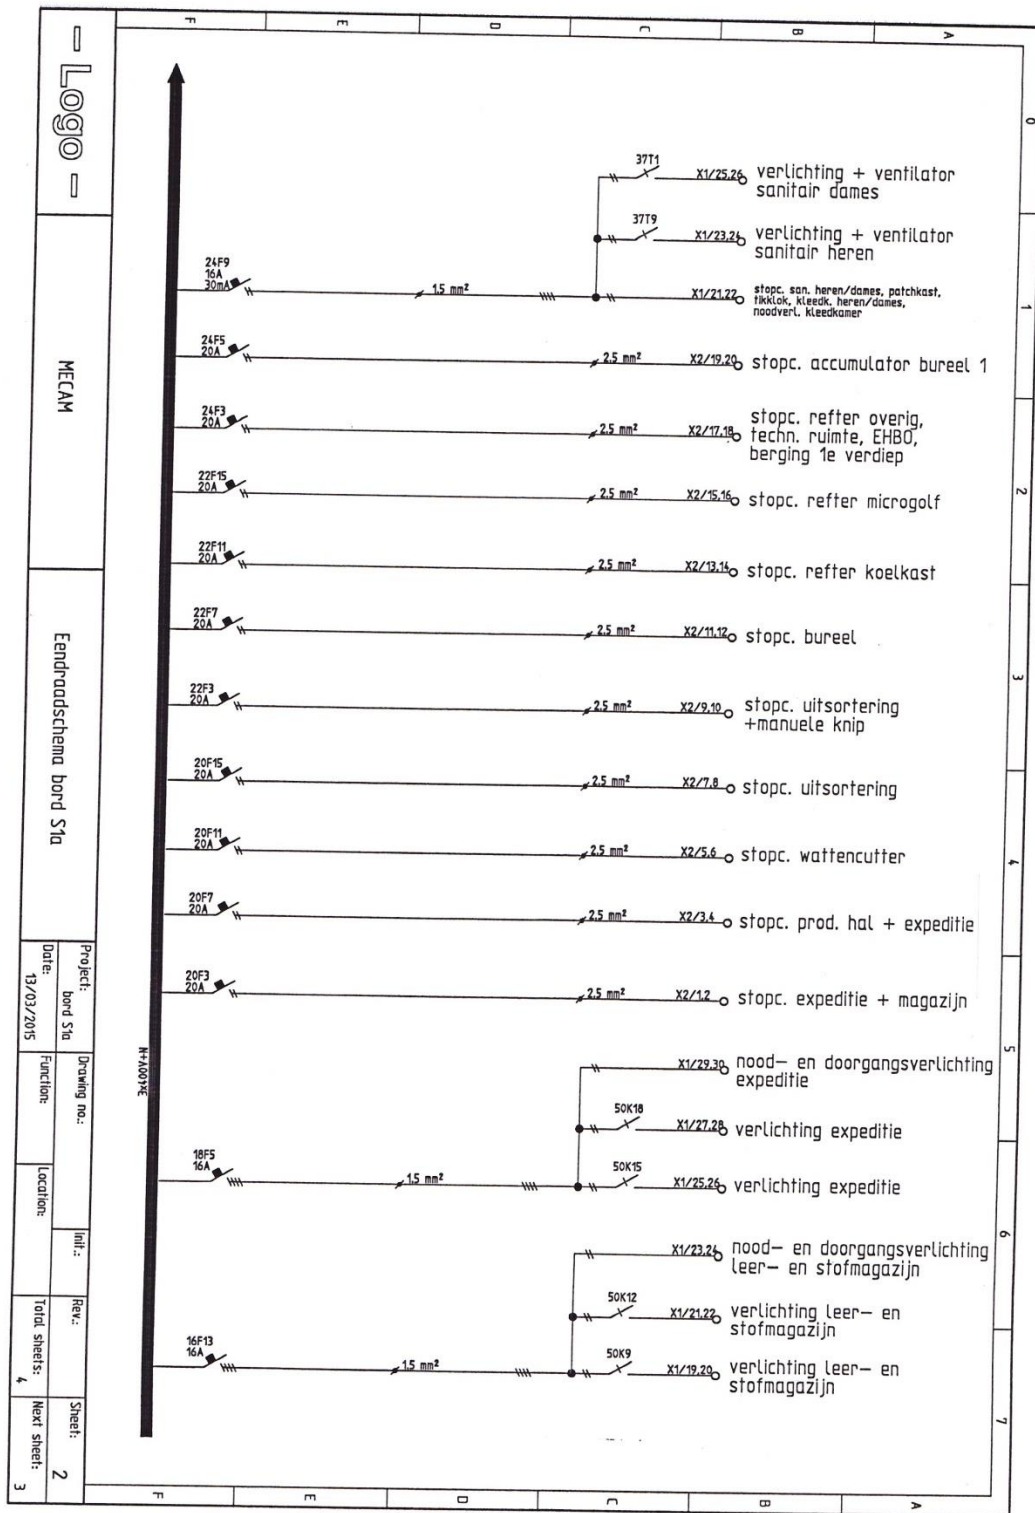 F E D C B A
0
1
2
3
4
5
6
7
37T1
X1/25.26
verlichting + ventilator
sanitair dames
37T9
X1/23.24
verlichting + ventilator
sanitair heren
24F9
16A
30mA
1.5 mm²
X1/21.22
stopc. san. heren/dames, patchkast,
tikklok, kleedk. heren/dames,
noodverl. kleedkamer
24F5
20A
2.5 mm²
X2/19.20
stopc. accumulator bureel 1
24F3
20A
2.5 mm²
X2/17.18
stopc. refter overig,
techn. ruimte, EHBO,
berging 1e verdiep
22F15
20A
2.5 mm²
X2/15.16
stopc. refter microgolf
22F11
20A
2.5 mm²
X2/13.14
stopc. refter koelkast
22F7
20A
2.5 mm²
X2/11.12
stopc. bureel
22F3
20A
2.5 mm²
X2/9.10
stopc. uitsortering
+manuele knip
20F15
20A
2.5 mm²
X2/7.8
stopc. uitsortering
20F11
20A
2.5 mm²
X2/5.6
stopc. wattencutter
20F7
20A
2.5 mm²
X2/3.4
stopc. prod. hal + expeditie
20F3
20A
2.5 mm²
X2/1.2
stopc. expeditie + magazijn
3x400V+N
X1/29.30
nood- en doorgangsverlichting
expeditie
50K18
X1/27.28
verlichting expeditie
18F5
16A
1.5 mm²
50K15
X1/25.26
verlichting expeditie
X1/23.24
nood- en doorgangsverlichting
leer- en stofmagazijn
50K12
X1/21.22
verlichting leer- en
stofmagazijn
16F13
16A
1.5 mm²
50K9
X1/19.20
verlichting leer- en
stofmagazijn
F E D C B A
- Logo -
MECAM
Eendraadschema bord S1a
Project:
bord S1a
Drawing no.:
Init.:
Rev.:
Sheet:
2
Date:
13/03/2015
Function:
Location:
Total sheets:
4
Next sheet:
3